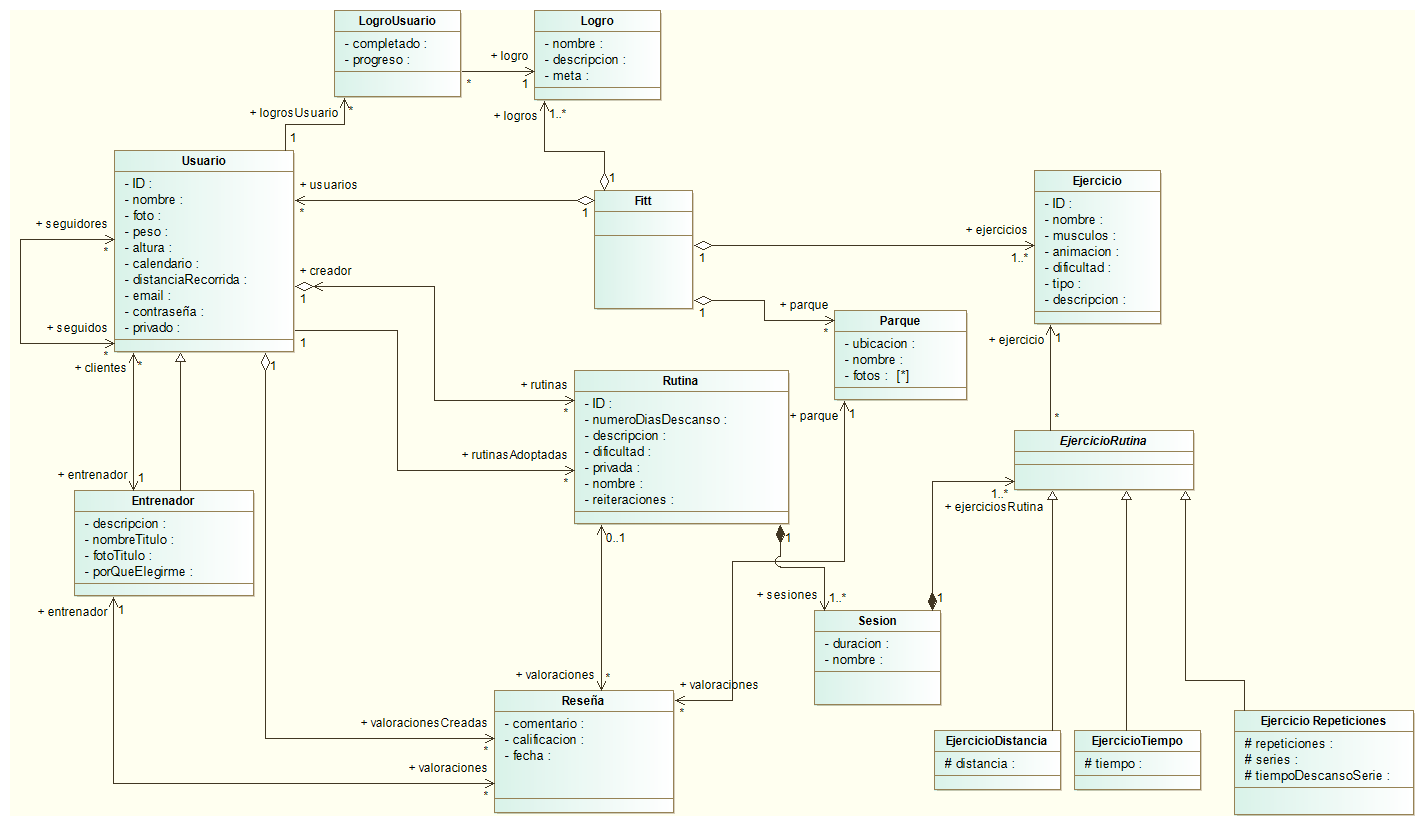 LogroUsuario
- completado :
- progreso :
Logro
- nombre :
- descripcion :
- meta :
+ logro
*
1
+ logrosUsuario
*
1
+ logros
1..*
1
Usuario
- ID :
- nombre :
- foto :
- peso :
- altura :
- calendario :
- distanciaRecorrida :
- email :
- contraseña :
- privado :
+ usuarios
*
1
Fitt
+ seguidores
*
+ seguidos
*
+ creador
1
1
1
+ ejercicios
1..*
1
+ parque
*
1
Ejercicio
- ID :
- nombre :
- musculos :
- animacion :
- dificultad :
- tipo :
- descripcion :
Parque
- ubicacion :
- nombre :
- fotos : [*]
+ ejercicio
1
*
+ clientes
*
+ rutinas
*
+ rutinasAdoptadas
*
Rutina
- ID :
- numeroDiasDescanso :
- descripcion :
- dificultad :
- privada :
- nombre :
- reiteraciones :
+ parque
1
EjercicioRutina
+ entrenador
1
Entrenador
- descripcion :
- nombreTitulo :
- fotoTitulo :
- porQueElegirme :
+ entrenador
1
0..1
1
1..*
+ ejerciciosRutina
1
+ sesiones
1..*
Sesion
- duracion :
- nombre :
+ valoraciones
*
+ valoraciones
*
Reseña
- comentario :
- calificacion :
- fecha :
+ valoracionesCreadas
*
+ valoraciones
*
EjercicioDistancia
# distancia :
EjercicioTiempo
# tiempo :
Ejercicio Repeticiones
# repeticiones :
# series :
# tiempoDescansoSerie :